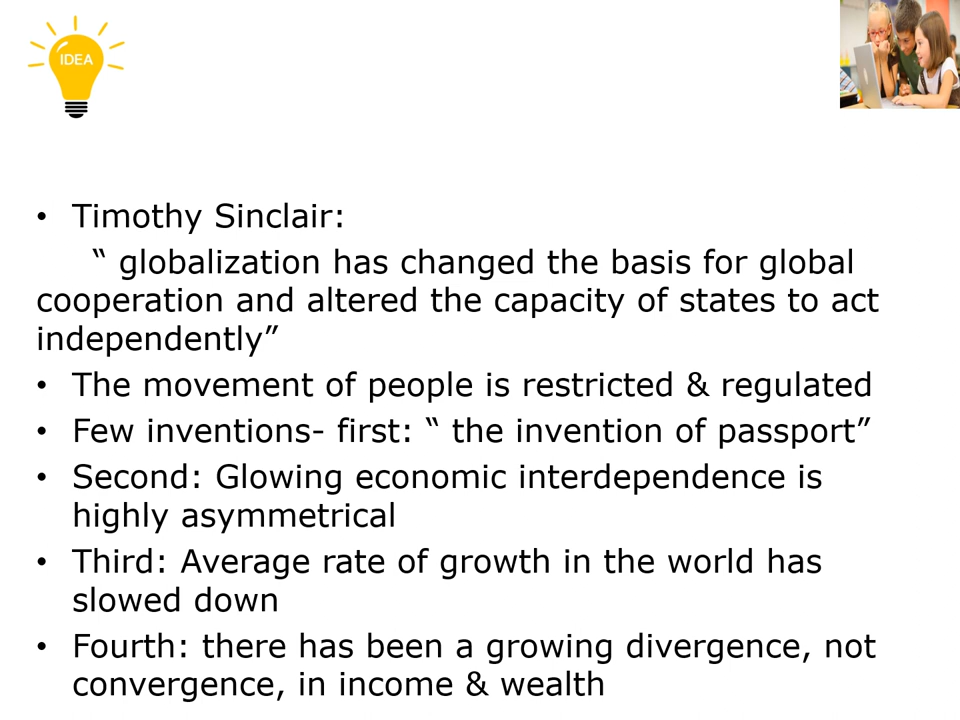 IDEA
• Timothy Sinclair:
“ globalization has changed the basis for global
cooperation and altered the capacity of states to act
independently”
• The movement of people is restricted & regulated
• Few inventions- first: “ the invention of passport”
• Second: Glowing economic interdependence is
highly asymmetrical
• Third: Average rate of growth in the world has
slowed down
• Fourth: there has been a growing divergence, not
convergence, in income & wealth